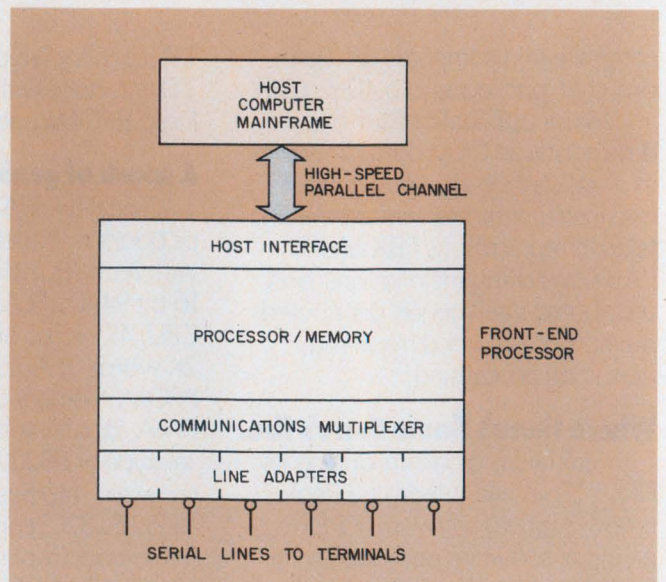 HOST
COMPUTER
MAINFRAME
HIGH-SPEED
PARALLEL CHANNEL
HOST INTERFACE
PROCESSOR/MEMORY
FRONT-END
PROCESSOR
COMMUNICATIONS MULTIPLEXER
LINE ADAPTERS
SERIAL LINES TO TERMINALS